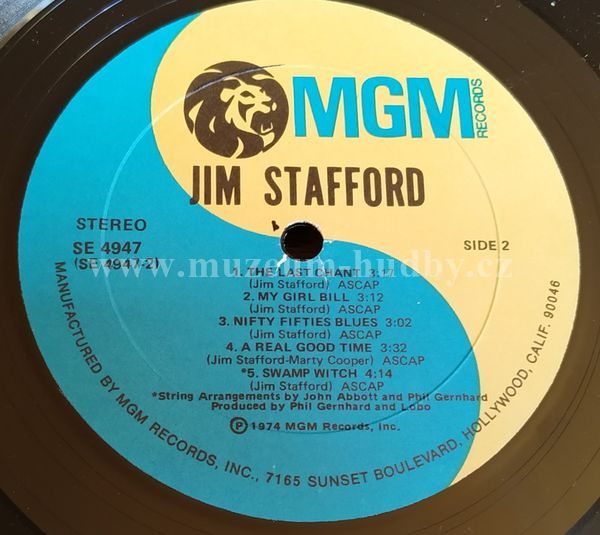 MGM RECORDS
JIM STAFFORD
STEREO
SE 4947
(SE 4947-2)
SIDE 2
www.muzeum-hudby.cz
1. THE LAST CHANT
(Jim Stafford) ASCAP
2. MY GIRL BILL 3:12
(Jim Stafford) ASCAP
3. NIFTY FIFTIES BLUES 3:02
(Jim Stafford) ASCAP
4. A REAL GOOD TIME 3:32
(Jim Stafford-Marty Cooper) ASCAP
*5. SWAMP WITCH 4:14
(Jim Stafford) ASCAP
*String Arrangements by John Abbott and Phil Gernhard
Produced by Phil Gernhard and Lobo
Ⓟ 1974 MGM Records, Inc.
MANUFACTURED BY MGM RECORDS, INC., 7165 SUNSET BOULEVARD, HOLLYWOOD, CALIF. 90046